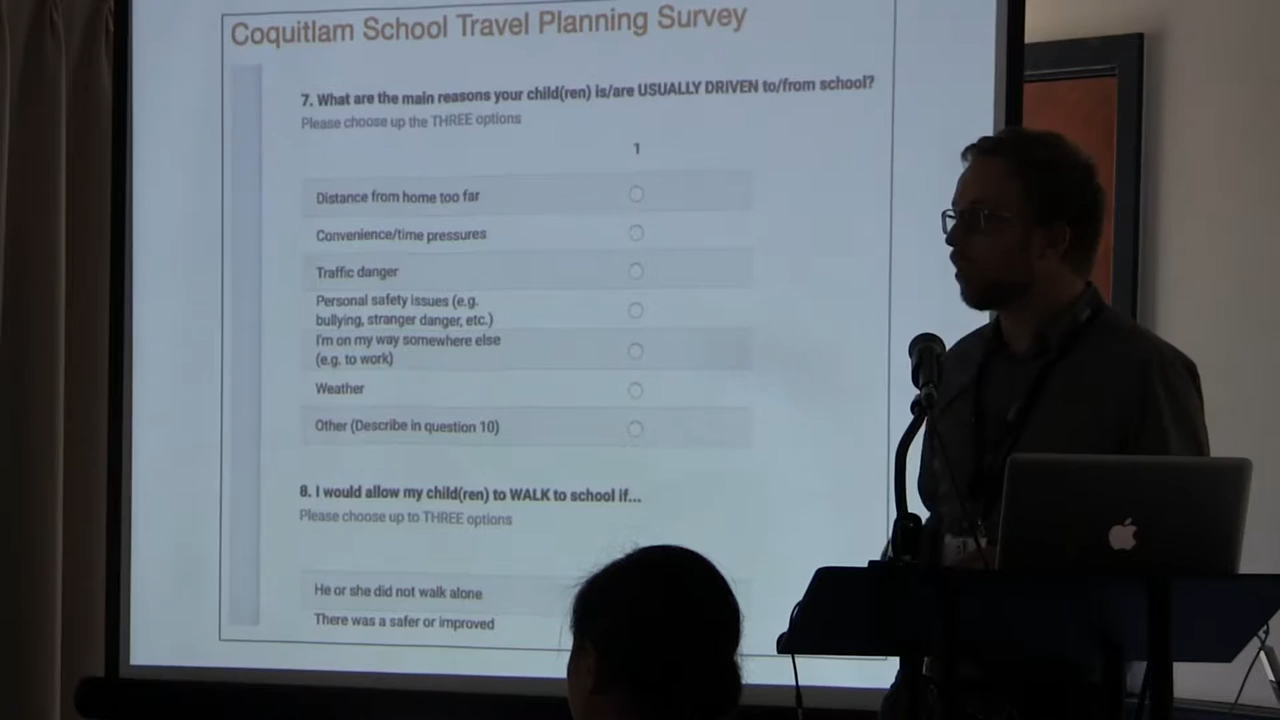 Coquitlam School Travel Planning Survey
7. What are the main reasons your child(ren) is/are USUALLY DRIVEN to/from school?
Please choose up the THREE options
1
Distance from home too far
Convenience/time pressures
Traffic danger
Personal safety issues (e.g.
bullying, stranger danger, etc.)
I'm on my way somewhere else
(e.g. to work)
Weather
Other (Describe in question 10)
8. I would allow my child(ren) to WALK to school if...
Please choose up to THREE options
He or she did not walk alone
There was a safer or improved